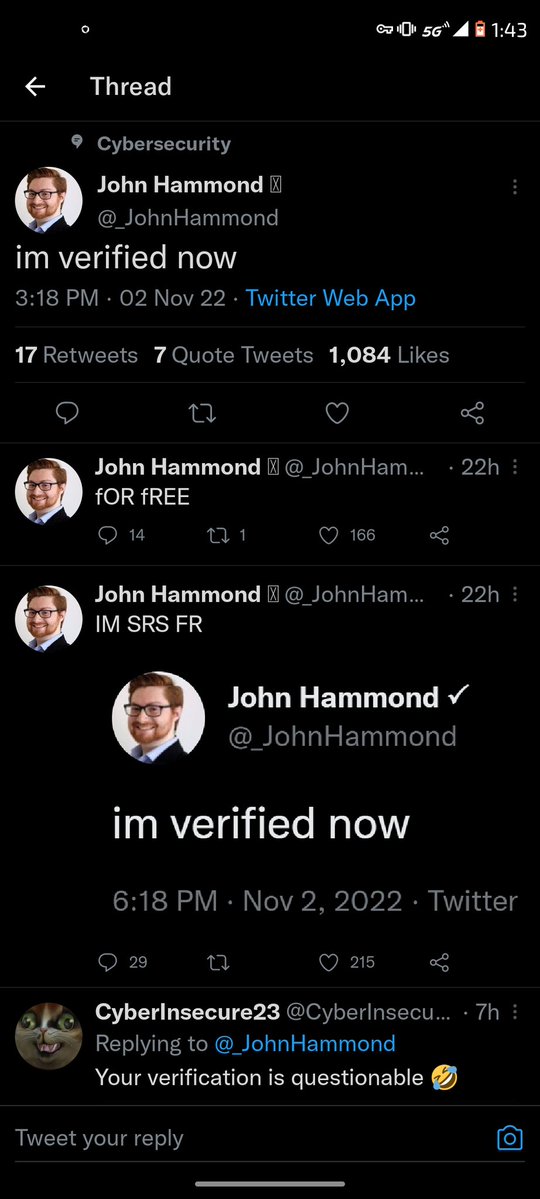 5G 1:43
Thread
Cybersecurity
John Hammond
@_JohnHammond
im verified now
3:18 PM · 02 Nov 22 · Twitter Web App
17 Retweets 7 Quote Tweets 1,084 Likes
John Hammond @_JohnHam... · 22h
fOR fREE
14 1 166
John Hammond @_JohnHam... · 22h
IM SRS FR
John Hammond ✓
@_JohnHammond
im verified now
6:18 PM · Nov 2, 2022 · Twitter
29 215
CyberInsecure23 @CyberInsecu... · 7h
Replying to @_JohnHammond
Your verification is questionable 🤣
Tweet your reply